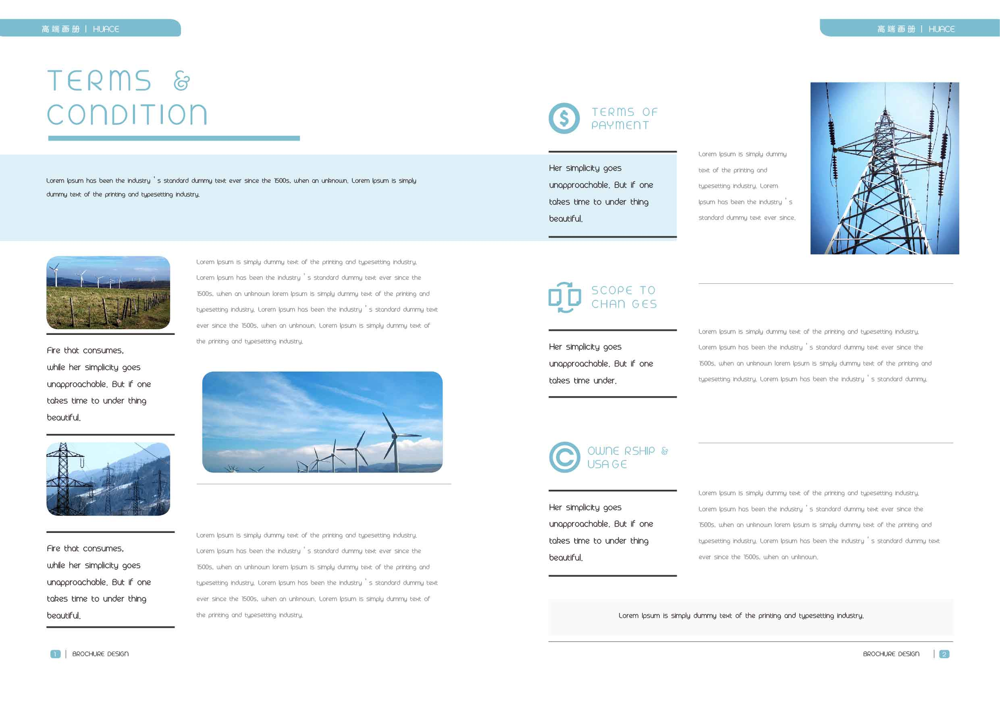 高端画册 | HUACE
TERMS &
CONDITION
Lorem Ipsum has been the industry ' s standard dummy text ever since the 1500s, when an unknown. Lorem Ipsum is simply
dummy text of the printing and typesetting industry.
Fire that consumes,
while her simplicity goes
unapproachable. But if one
takes time to under thing
beautiful.
Fire that consumes,
while her simplicity goes
unapproachable. But if one
takes time to under thing
beautiful.
Lorem Ipsum is simply dummy text of the printing and typesetting industry.
Lorem Ipsum has been the industry ' s standard dummy text ever since the
1500s, when an unknown lorem Ipsum is simply dummy text of the printing and
typesetting industry. Lorem Ipsum has been the industry ' s standard dummy text
ever since the 1500s, when an unknown. Lorem Ipsum is simply dummy text of
the printing and typesetting industry.
Lorem Ipsum is simply dummy text of the printing and typesetting industry.
Lorem Ipsum has been the industry ' s standard dummy text ever since the
1500s, when an unknown lorem Ipsum is simply dummy text of the printing and
typesetting industry. Lorem Ipsum has been the industry ' s standard dummy text
ever since the 1500s, when an unknown. Lorem Ipsum is simply dummy text of
the printing and typesetting industry.
1 | BROCHURE DESIGN
高端画册 | HUACE
TERMS OF
PAYMENT
Her simplicity goes
unapproachable. But if one
takes time to under thing
beautiful.
Lorem Ipsum is simply dummy
text of the printing and
typesetting industry. Lorem
Ipsum has been the industry ' s
standard dummy text ever since.
SCOPE TO
CHAN GES
Her simplicity goes
unapproachable. But if one
takes time under.
Lorem Ipsum is simply dummy text of the printing and typesetting industry.
Lorem Ipsum has been the industry ' s standard dummy text ever since the
1500s, when an unknown lorem Ipsum is simply dummy text of the printing and
typesetting industry. Lorem Ipsum has been the industry ' s standard dummy.
OWNE RSHIP &
USA GE
Her simplicity goes
unapproachable. But if one
takes time to under thing
beautiful.
Lorem Ipsum is simply dummy text of the printing and typesetting industry.
Lorem Ipsum has been the industry ' s standard dummy text ever since the
1500s, when an unknown lorem Ipsum is simply dummy text of the printing and
typesetting industry. Lorem Ipsum has been the industry ' s standard dummy text
ever since the 1500s, when an unknown.
Lorem Ipsum is simply dummy text of the printing and typesetting industry.
BROCHURE DESIGN | 2